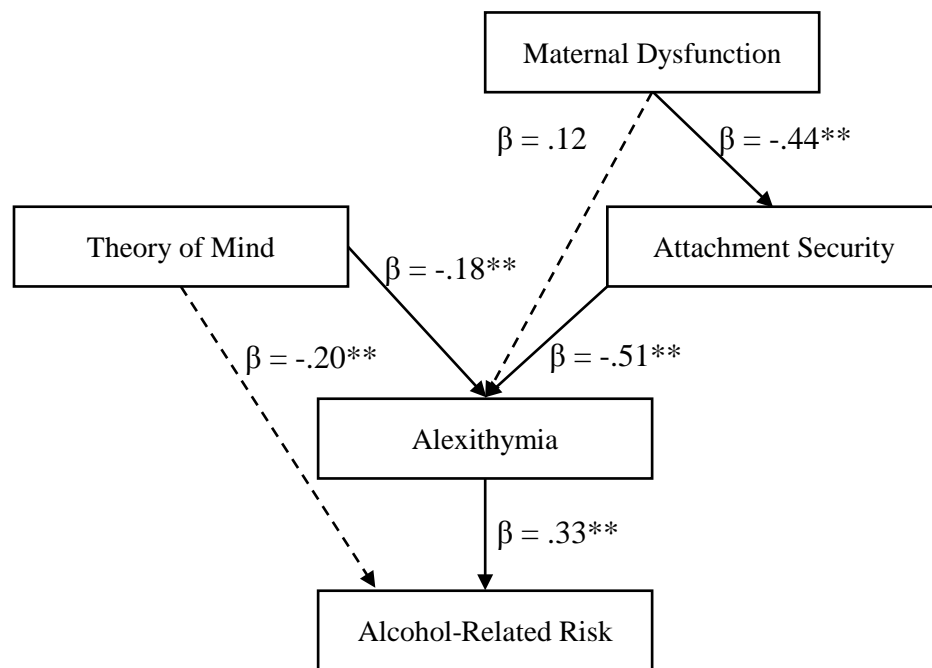 Maternal Dysfunction
β = .12
β = -.44**
Theory of Mind
Attachment Security
β = -.18**
β = -.20**
β = -.51**
Alexithymia
β = .33**
Alcohol-Related Risk